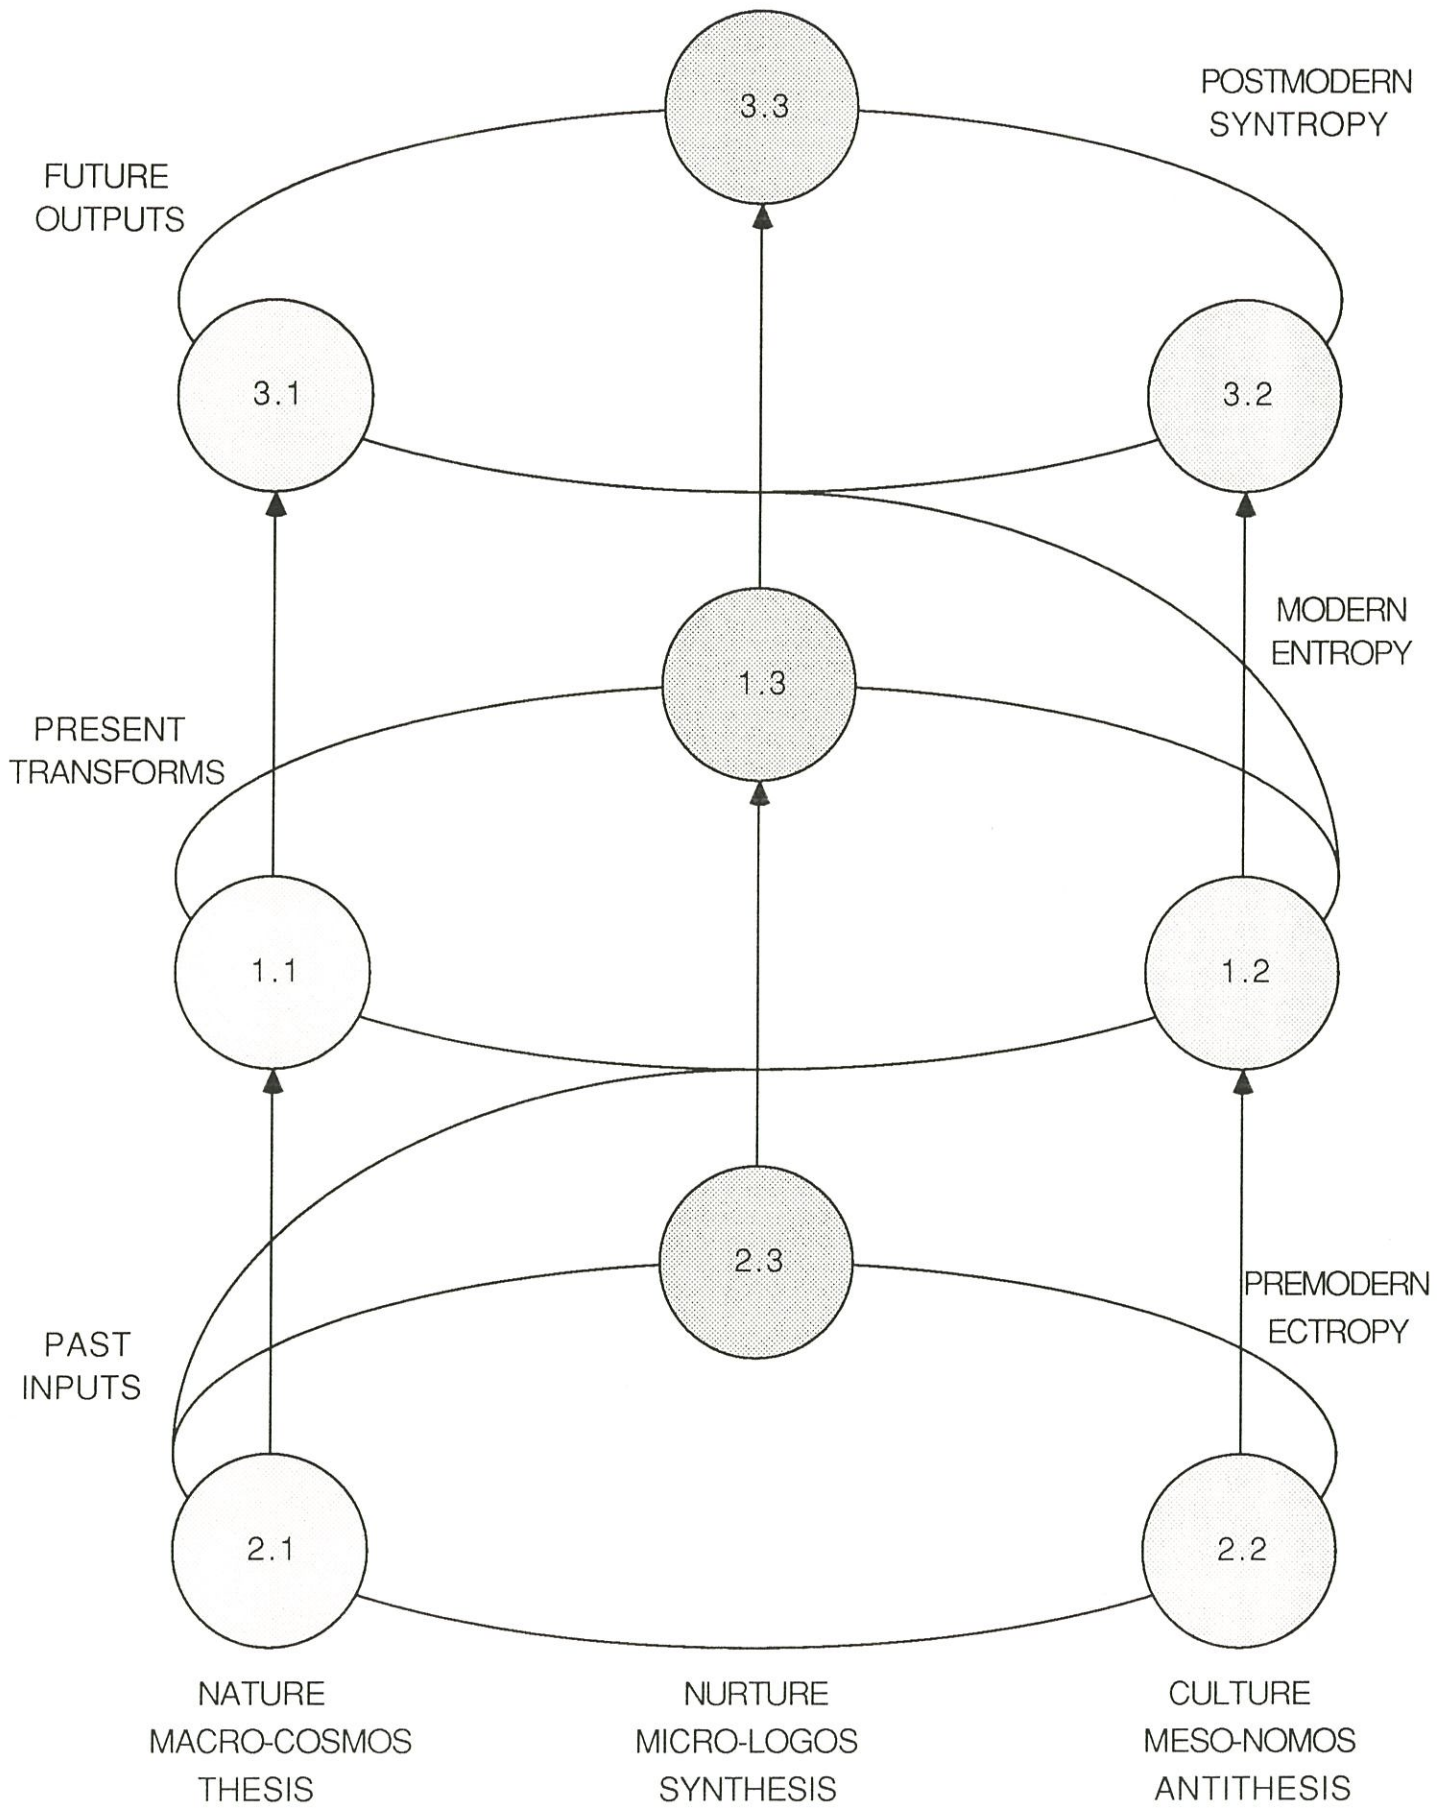 3.3
POSTMODERN
SYNTROPY
FUTURE
OUTPUTS
3.1
3.2
MODERN
ENTROPY
1.3
PRESENT
TRANSFORMS
1.1
1.2
2.3
PREMODERN
ECTROPY
PAST
INPUTS
2.1
2.2
NATURE
MACRO-COSMOS
THESIS
NURTURE
MICRO-LOGOS
SYNTHESIS
CULTURE
MESO-NOMOS
ANTITHESIS